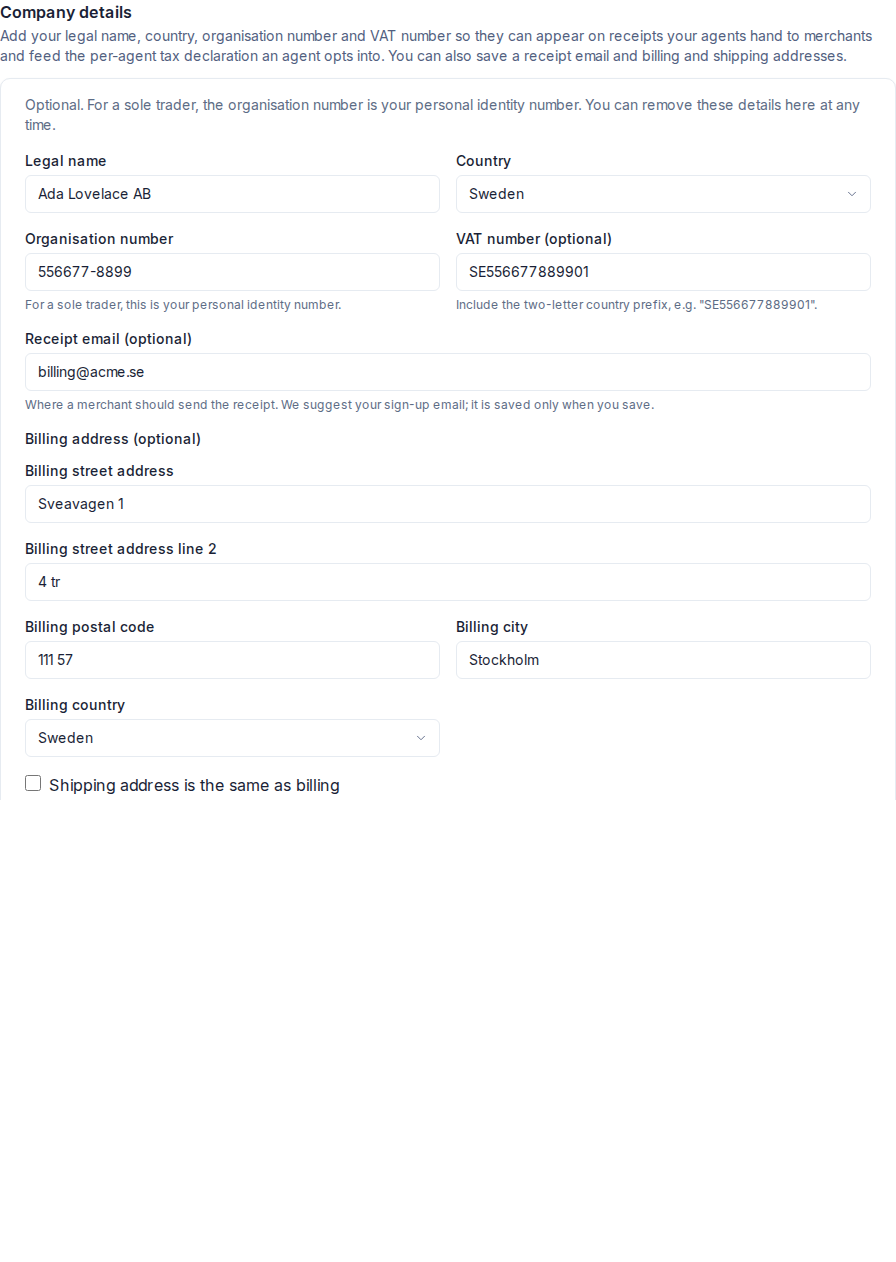 Company details
Add your legal name, country, organisation number and VAT number so they can appear on receipts your agents hand to merchants
and feed the per-agent tax declaration an agent opts into. You can also save a receipt email and billing and shipping addresses.
Optional. For a sole trader, the organisation number is your personal identity number. You can remove these details here at any
time.
Legal name
Country
Ada Lovelace AB
Sweden
Organisation number
VAT number (optional)
556677-8899
SE556677889901
For a sole trader, this is your personal identity number.
Include the two-letter country prefix, e.g. "SE556677889901".
Receipt email (optional)
billing@acme.se
Where a merchant should send the receipt. We suggest your sign-up email; it is saved only when you save.
Billing address (optional)
Billing street address
Sveavagen 1
Billing street address line 2
4 tr
Billing postal code
Billing city
111 57
Stockholm
Billing country
Sweden
Shipping address is the same as billing